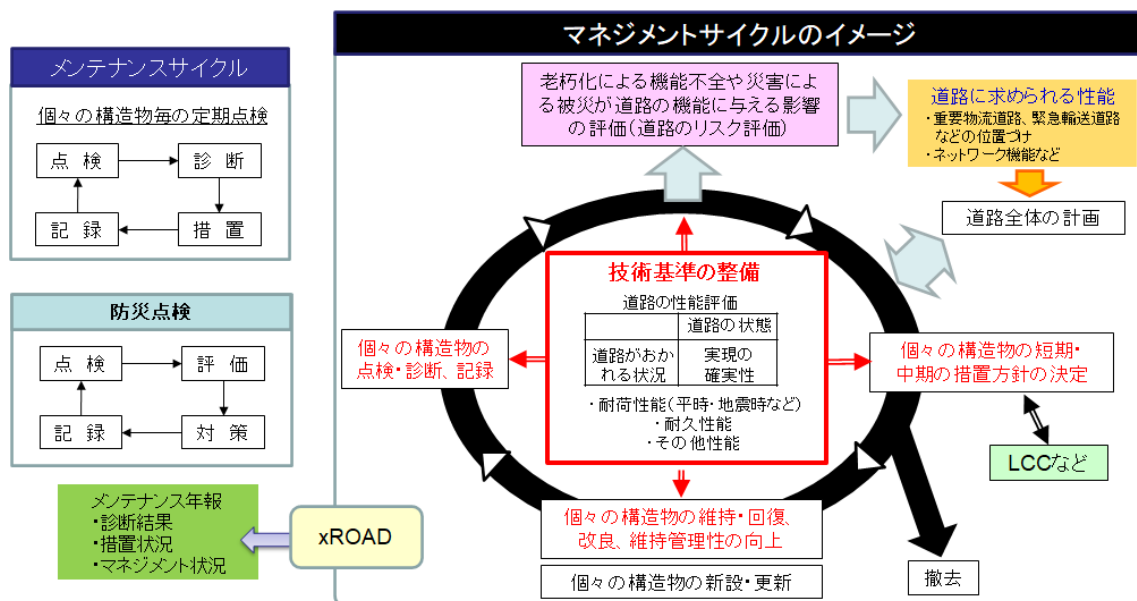 マネジメントサイクルのイメージ
メンテナンスサイクル
個々の構造物毎の定期点検
点 検
診 断
記 録
措 置
防災点検
点 検
評 価
記 録
対 策
メンテナンス年報
・診断結果
・措置状況
・マネジメント状況
xROAD
老朽化による機能不全や災害によ
る被災が道路の機能に与える影響
の評価(道路のリスク評価)
道路に求められる性能
・重要物流道路、緊急輸送道路
などの位置づけ
・ネットワーク機能など
道路全体の計画
技術基準の整備
道路の性能評価
道路の状態
道路がおか
れる状況
実現の
確実性
・耐荷性能(平時・地震時など)
・耐久性能
・その他性能
個々の構造物の
点検・診断、記録
個々の構造物の短期・
中期の措置方針の決定
LCCなど
個々の構造物の維持・回復、
改良、維持管理性の向上
個々の構造物の新設・更新
撤去